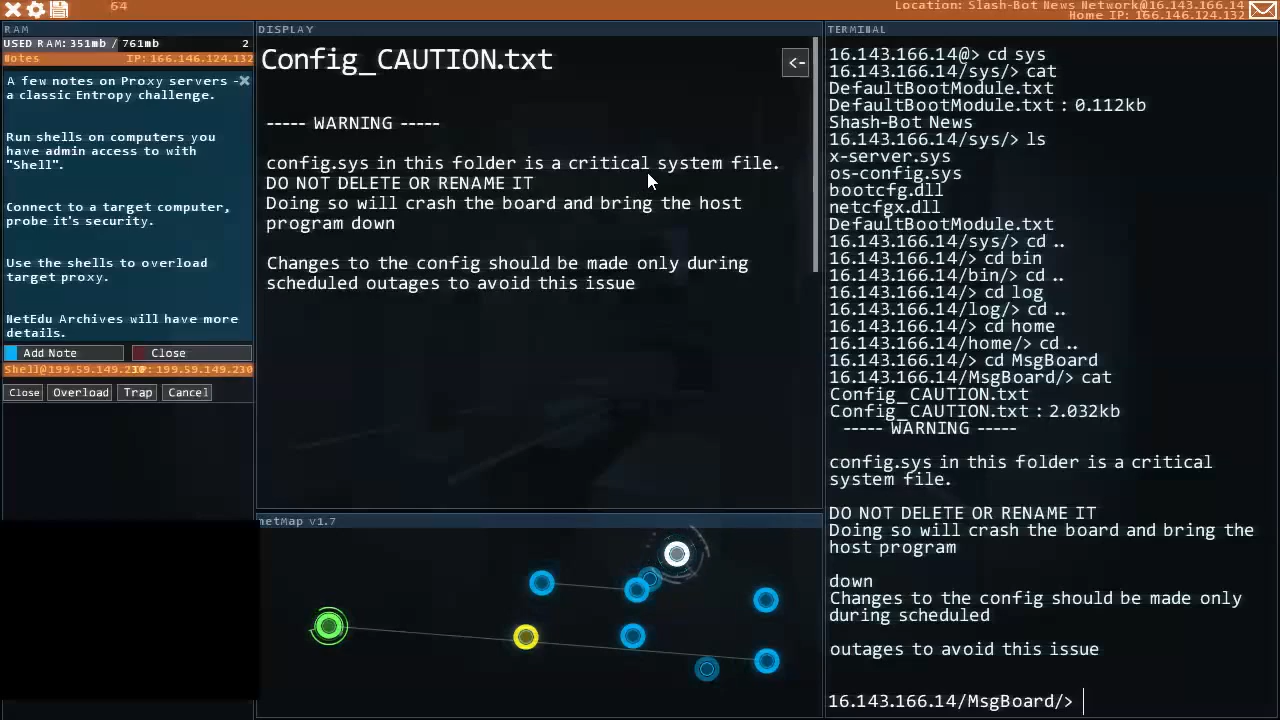 64
Location: Slash-Bot News Network@16.143.166.14
Home IP: 166.146.124.132
RAM
USED RAM: 351mb / 761mb
2
Notes
IP: 166.146.124.132
A few notes on Proxy servers -
a classic Entropy challenge.
Run shells on computers you
have admin access to with
"Shell".
Connect to a target computer,
probe it's security.
Use the shells to overload
target proxy.
NetEdu Archives will have more
details.
Add Note
Close
Shell@199.59.149.230
IP: 199.59.149.230
Close
Overload
Trap
Cancel
DISPLAY
Config_CAUTION.txt
<-
----- WARNING -----
config.sys in this folder is a critical system file.
DO NOT DELETE OR RENAME IT
Doing so will crash the board and bring the host
program down
Changes to the config should be made only during
scheduled outages to avoid this issue
netMap v1.7
TERMINAL
16.143.166.14@> cd sys
16.143.166.14/sys/> cat
DefaultBootModule.txt
DefaultBootModule.txt : 0.112kb
Shash-Bot News
16.143.166.14/sys/> ls
x-server.sys
os-config.sys
bootcfg.dll
netcfgx.dll
DefaultBootModule.txt
16.143.166.14/sys/> cd ..
16.143.166.14/> cd bin
16.143.166.14/bin/> cd ..
16.143.166.14/> cd log
16.143.166.14/log/> cd ..
16.143.166.14/> cd home
16.143.166.14/home/> cd ..
16.143.166.14/> cd MsgBoard
16.143.166.14/MsgBoard/> cat
Config_CAUTION.txt
Config_CAUTION.txt : 2.032kb
----- WARNING -----
config.sys in this folder is a critical
system file.
DO NOT DELETE OR RENAME IT
Doing so will crash the board and bring the
host program
down
Changes to the config should be made only
during scheduled
outages to avoid this issue
16.143.166.14/MsgBoard/>